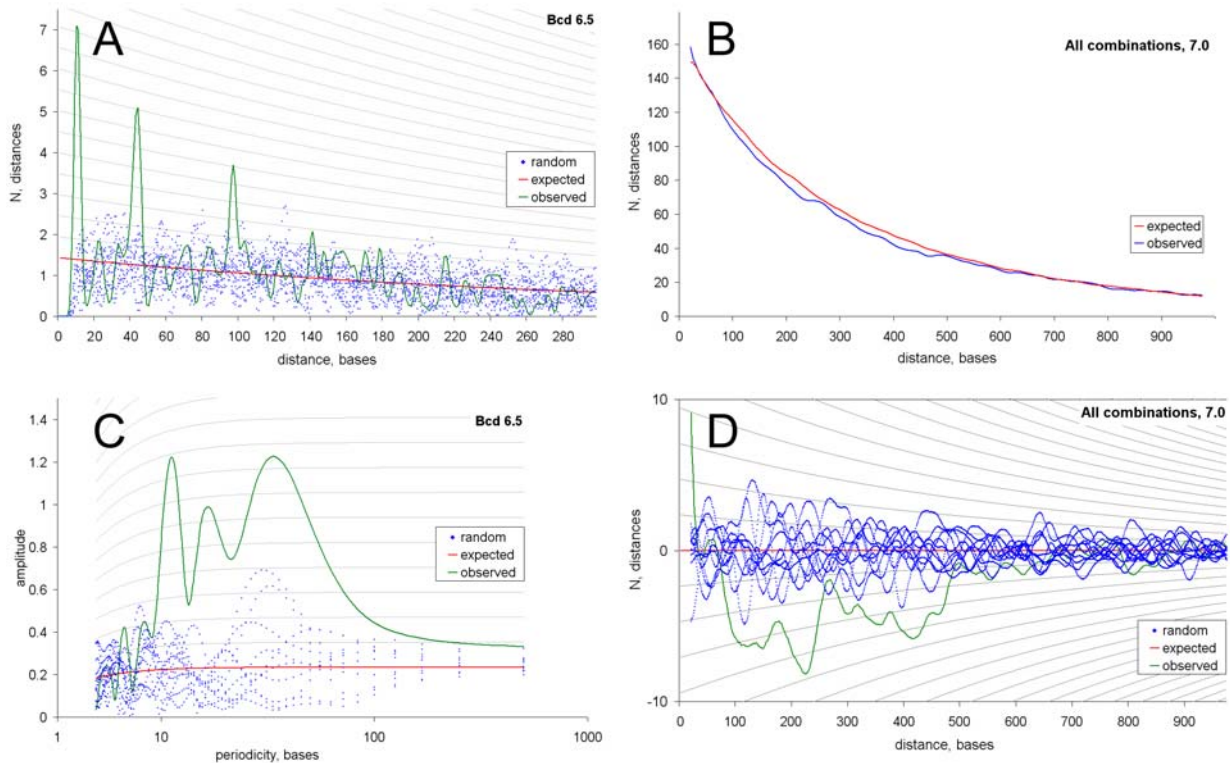 A
Bcd 6.5
N, distances
7
6
5
4
3
2
1
0
random
expected
observed
0 20 40 60 80 100 120 140 160 180 200 220 240 260 280
distance, bases
B
All combinations, 7.0
N, distances
160
140
120
100
80
60
40
20
0
expected
observed
0 100 200 300 400 500 600 700 800 900
distance, bases
C
Bcd 6.5
amplitude
1.4
1.2
1
0.8
0.6
0.4
0.2
0
random
expected
observed
1 10 100 1000
periodicity, bases
D
All combinations, 7.0
N, distances
10
0
-10
random
expected
observed
0 100 200 300 400 500 600 700 800 900
distance, bases